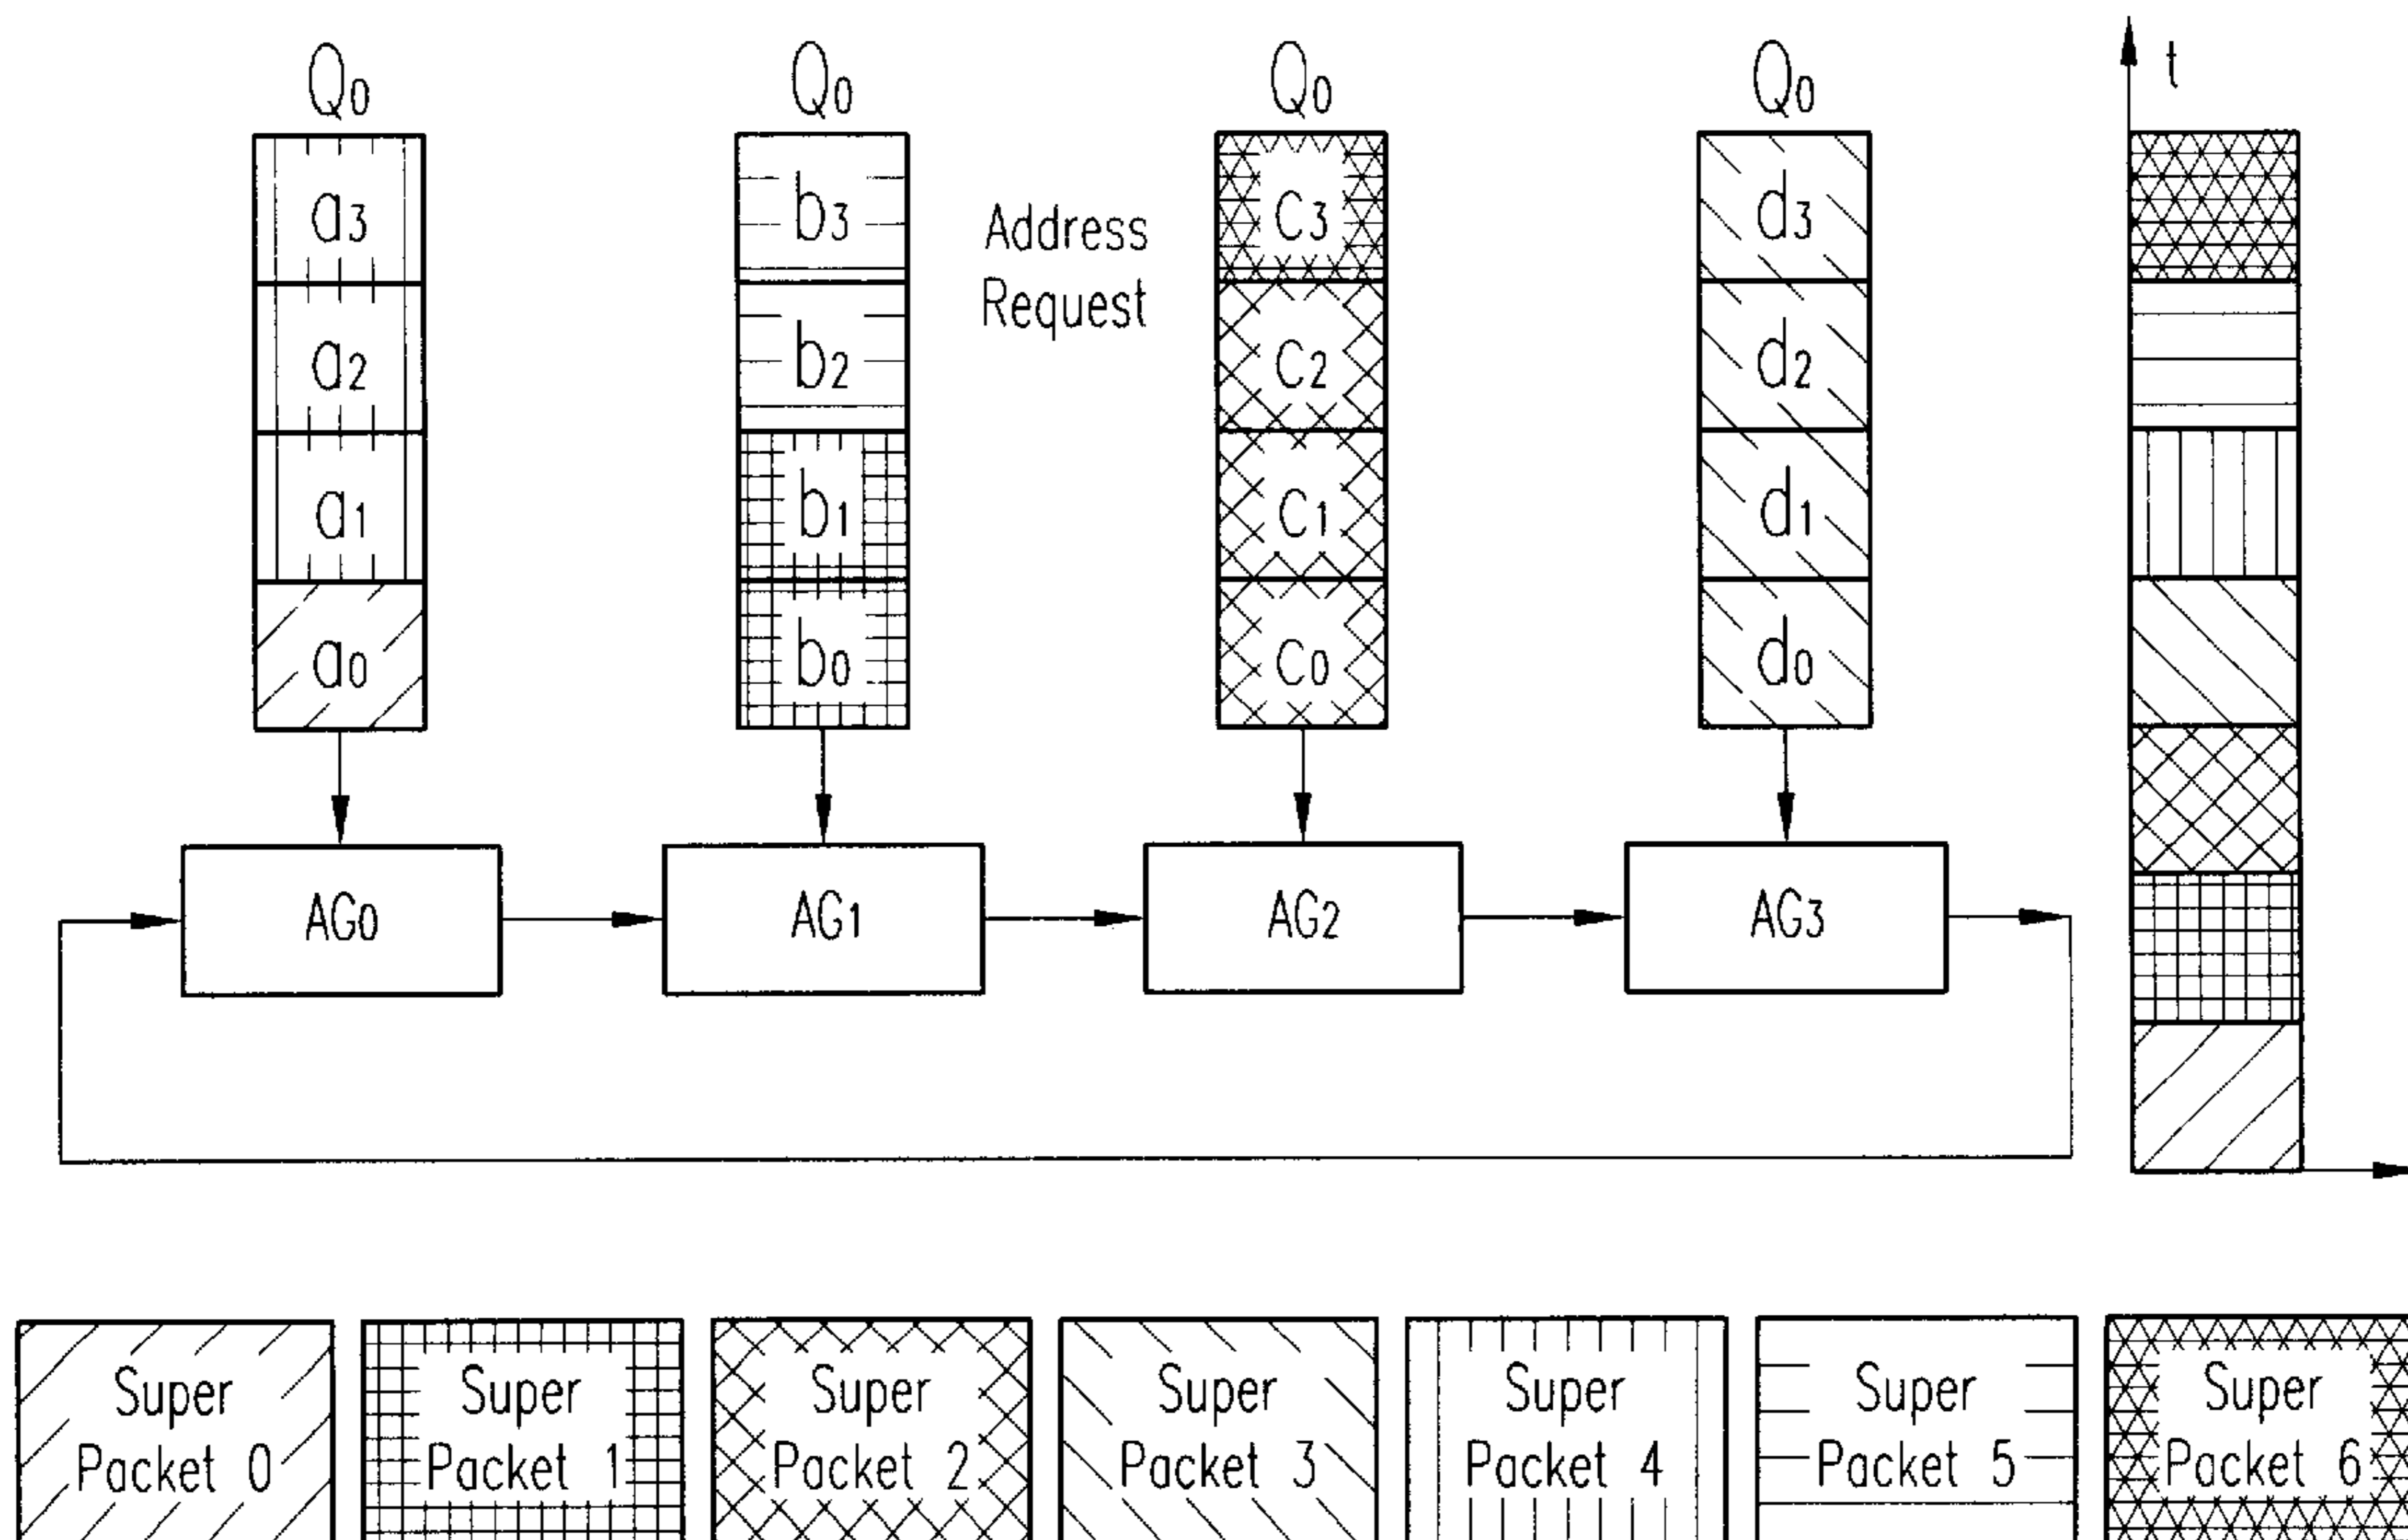 Q0 Q0 Q0 Q0 t
a3 b3 c3 d3
Address
Request
a2 b2 c2 d2
a1 b1 c1 d1
a0 b0 c0 d0
AG0 AG1 AG2 AG3
Super Super Super Super Super Super Super
Packet 0 Packet 1 Packet 2 Packet 3 Packet 4 Packet 5 Packet 6